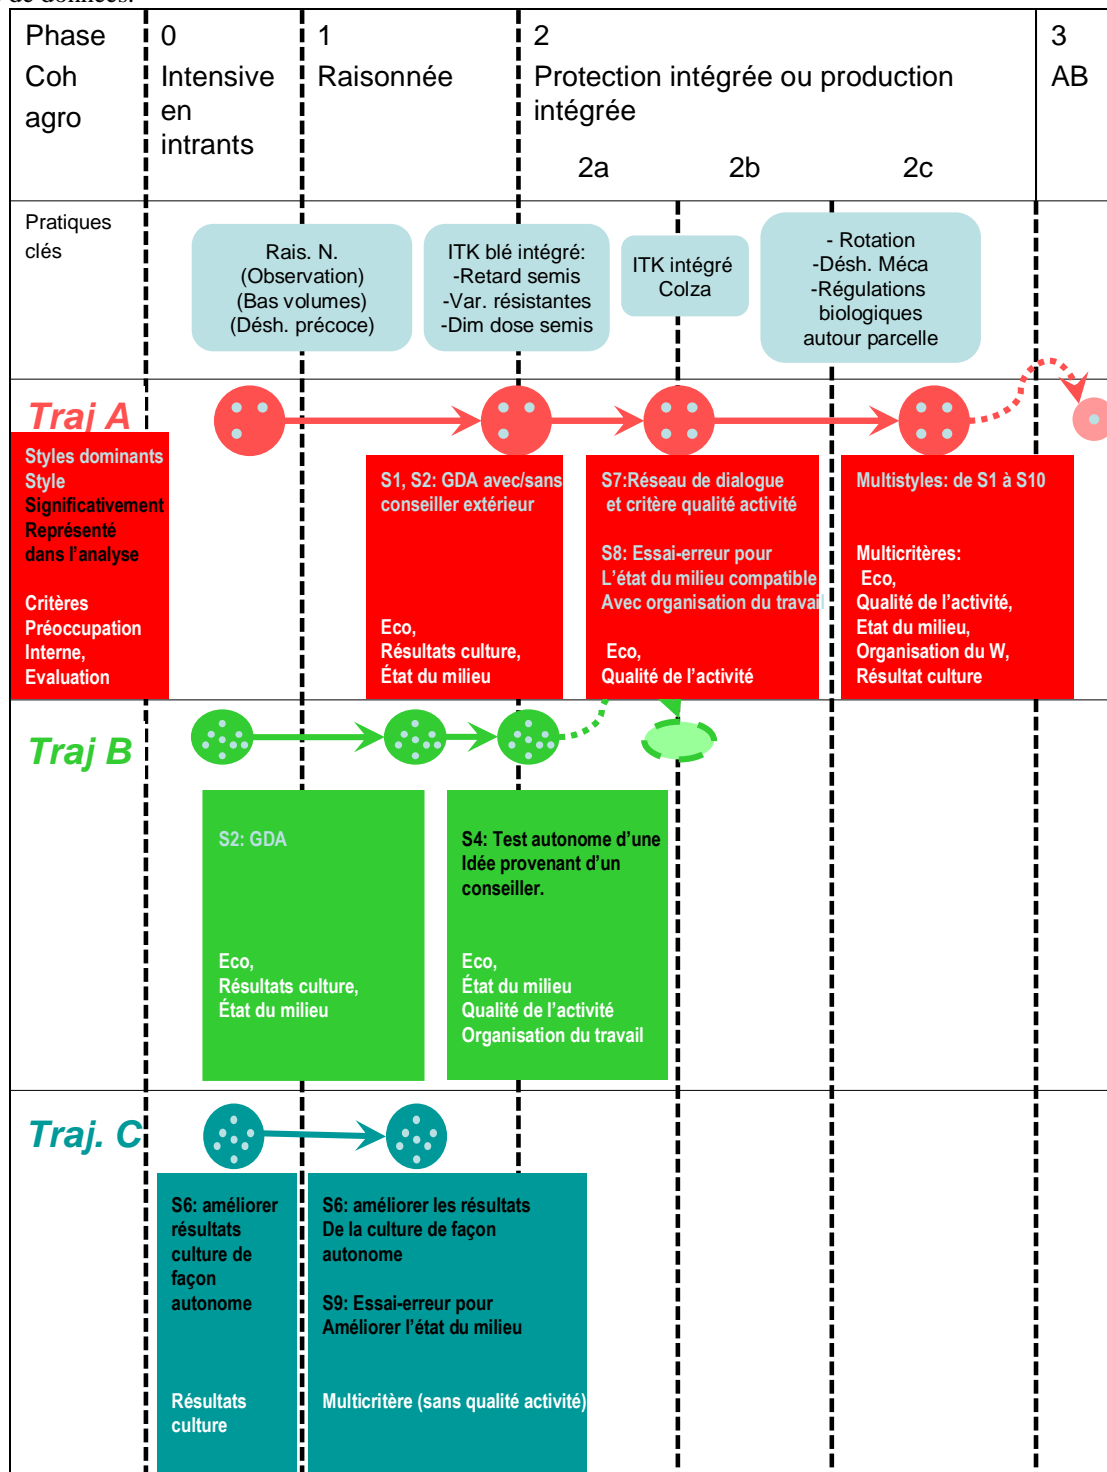 de données.
Phase
Coh
agro
0
Intensive
en
intrants
1
Raisonnée
2
Protection intégrée ou production
intégrée
2a
2b
2c
3
AB
Pratiques
clés
Rais. N.
(Observation)
(Bas volumes)
(Désh. précoce)
ITK blé intégré:
-Retard semis
-Var. résistantes
-Dim dose semis
ITK intégré
Colza
- Rotation
-Désh. Méca
-Régulations
biologiques
autour parcelle
Traj A
Styles dominants
Style
Significativement
Représenté
dans l'analyse
Critères
Préoccupation
Interne,
Evaluation
S1, S2: GDA avec/sans
conseiller extérieur
Eco,
Résultats culture,
État du milieu
S7:Réseau de dialogue
et critère qualité activité
S8: Essai-erreur pour
L'état du milieu compatible
Avec organisation du travail
Eco,
Qualité de l'activité
Multistyles: de S1 à S10
Multicritères:
Eco,
Qualité de l'activité,
Etat du milieu,
Organisation du W,
Résultat culture
Traj B
S2: GDA
Eco,
Résultats culture,
État du milieu
S4: Test autonome d'une
Idée provenant d'un
conseiller.
Eco,
État du milieu
Qualité de l'activité
Organisation du travail
Traj. C
S6: améliorer
résultats
culture de
façon
autonome
Résultats
culture
S6: améliorer les résultats
De la culture de façon
autonome
S9: Essai-erreur pour
Améliorer l'état du milieu
Multicritère (sans qualité activité)